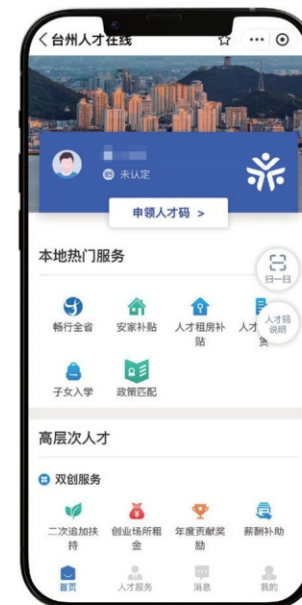 台州人才在线
未认定
申领人才码 >
本地热门服务
扫一扫
畅行全省
安家补贴
人才租房补
贴
人才
人才码
说明
子女入学
政策匹配
高层次人才
双创服务
二次追加扶
持
创业场所租
金
年度贡献奖
励
薪酬补助
首页
人才服务
消息
我的